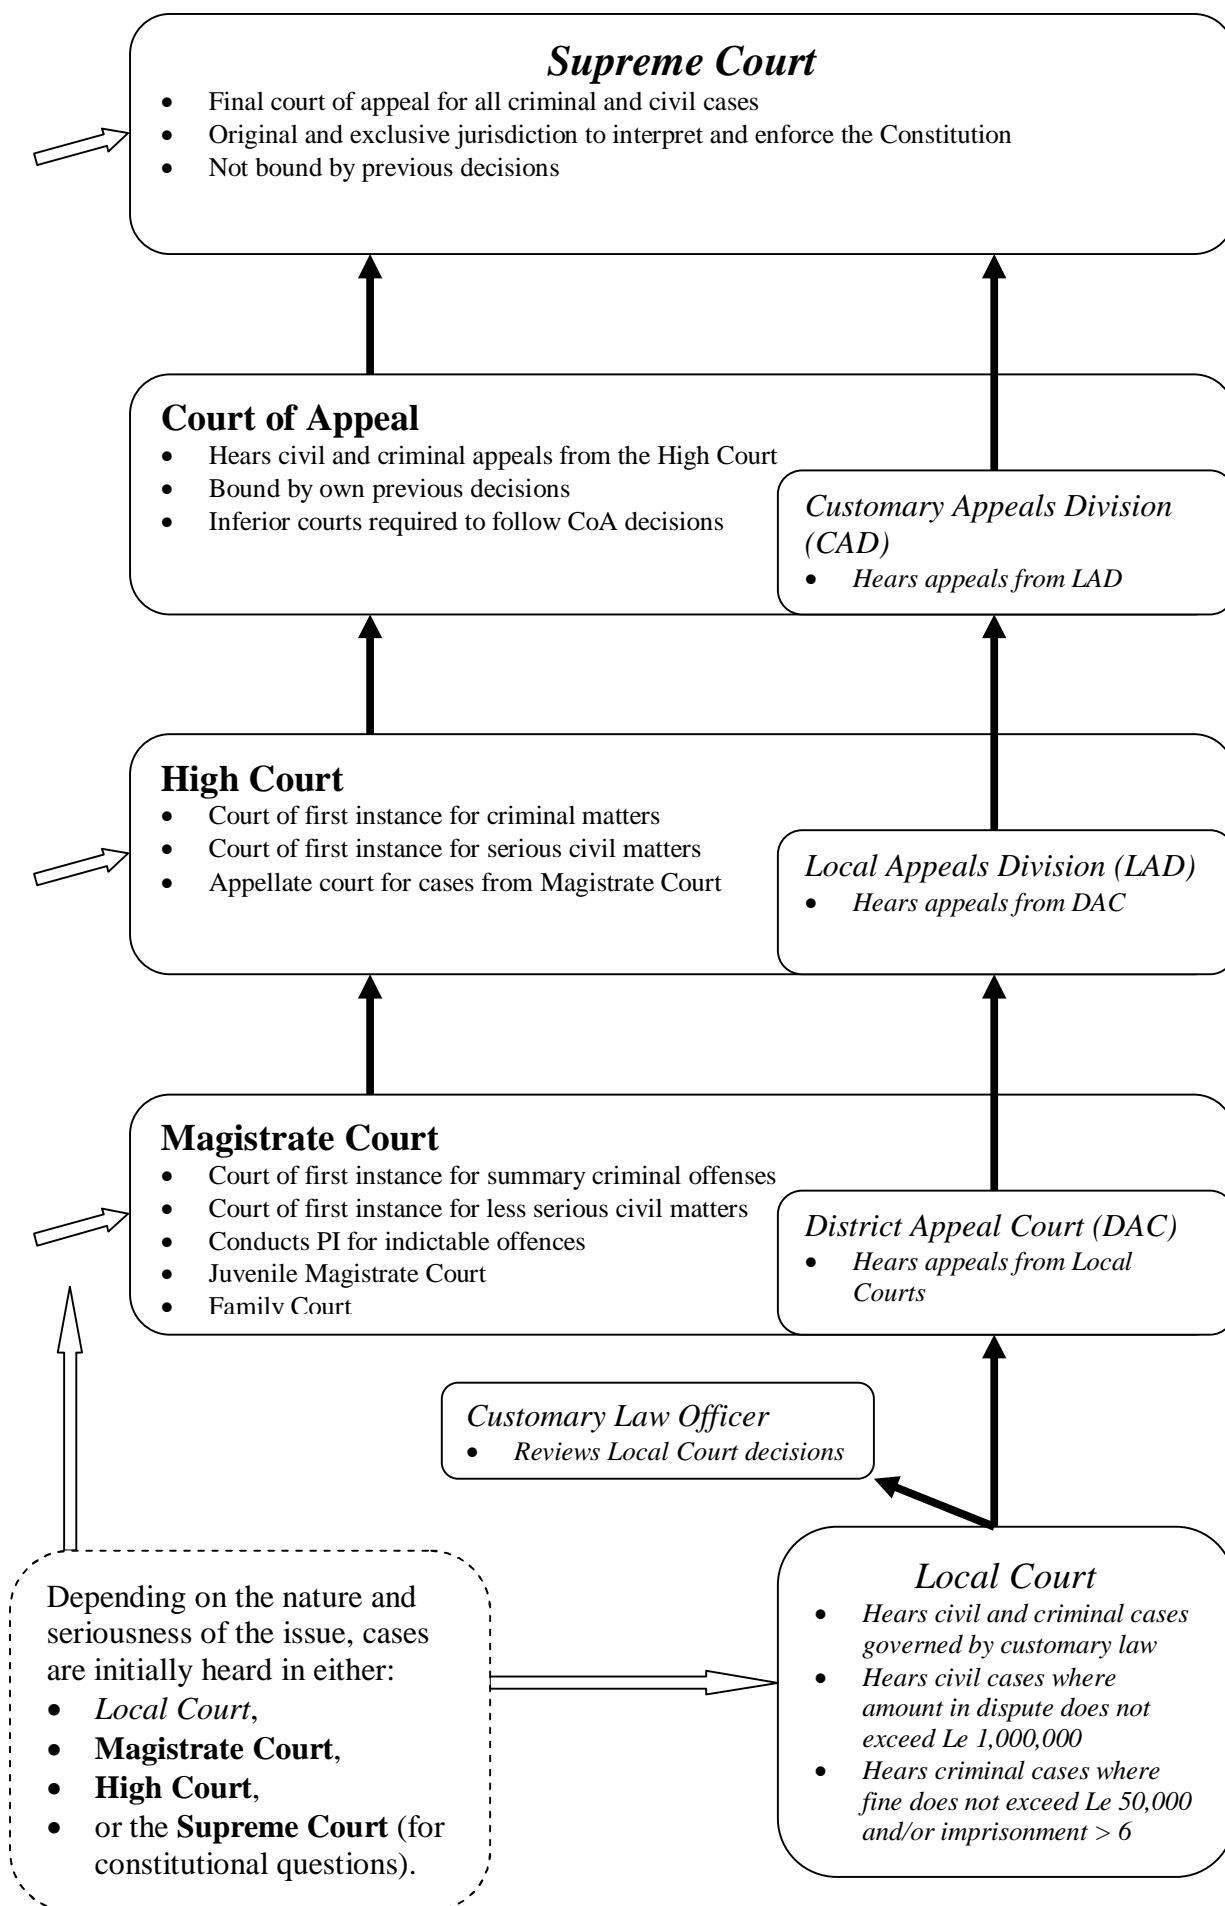 Supreme Court
• Final court of appeal for all criminal and civil cases
• Original and exclusive jurisdiction to interpret and enforce the Constitution
• Not bound by previous decisions
Court of Appeal
• Hears civil and criminal appeals from the High Court
• Bound by own previous decisions
• Inferior courts required to follow CoA decisions
Customary Appeals Division
(CAD)
• Hears appeals from LAD
High Court
• Court of first instance for criminal matters
• Court of first instance for serious civil matters
• Appellate court for cases from Magistrate Court
Local Appeals Division (LAD)
• Hears appeals from DAC
Magistrate Court
• Court of first instance for summary criminal offenses
• Court of first instance for less serious civil matters
• Conducts PI for indictable offences
• Juvenile Magistrate Court
• Family Court
District Appeal Court (DAC)
• Hears appeals from Local
Courts
Customary Law Officer
• Reviews Local Court decisions
Depending on the nature and
seriousness of the issue, cases
are initially heard in either:
• Local Court,
• Magistrate Court,
• High Court,
• or the Supreme Court (for
constitutional questions).
Local Court
• Hears civil and criminal cases
governed by customary law
• Hears civil cases where
amount in dispute does not
exceed Le 1,000,000
• Hears criminal cases where
fine does not exceed Le 50,000
and/or imprisonment > 6